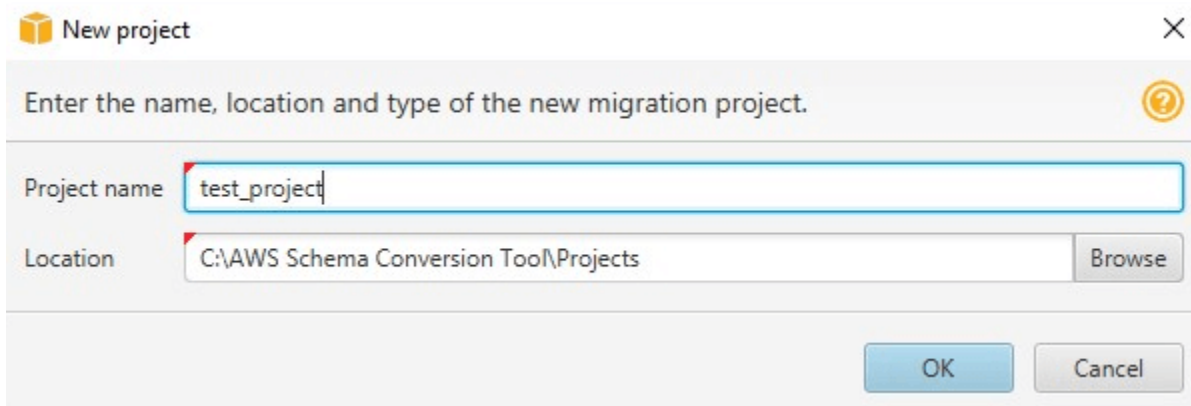 New project
Enter the name, location and type of the new migration project.
Project name test_project
Location C:\AWS Schema Conversion Tool\Projects Browse
OK Cancel